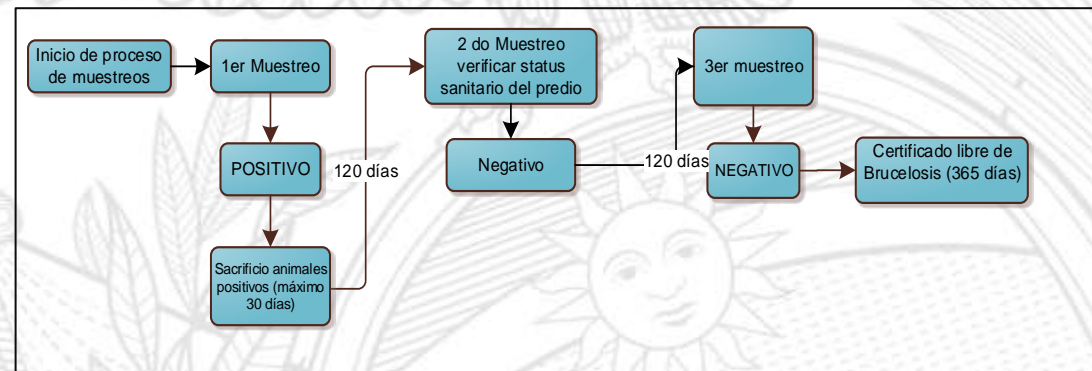 Inicio de proceso
de muestreos
1er Muestreo
POSITIVO
Sacrificio animales
positivos (máximo
30 días)
120 días
2 do Muestreo
verificar status
sanitario del predio
Negativo
120 días
3er muestreo
NEGATIVO
Certificado libre de
Brucelosis (365 días)